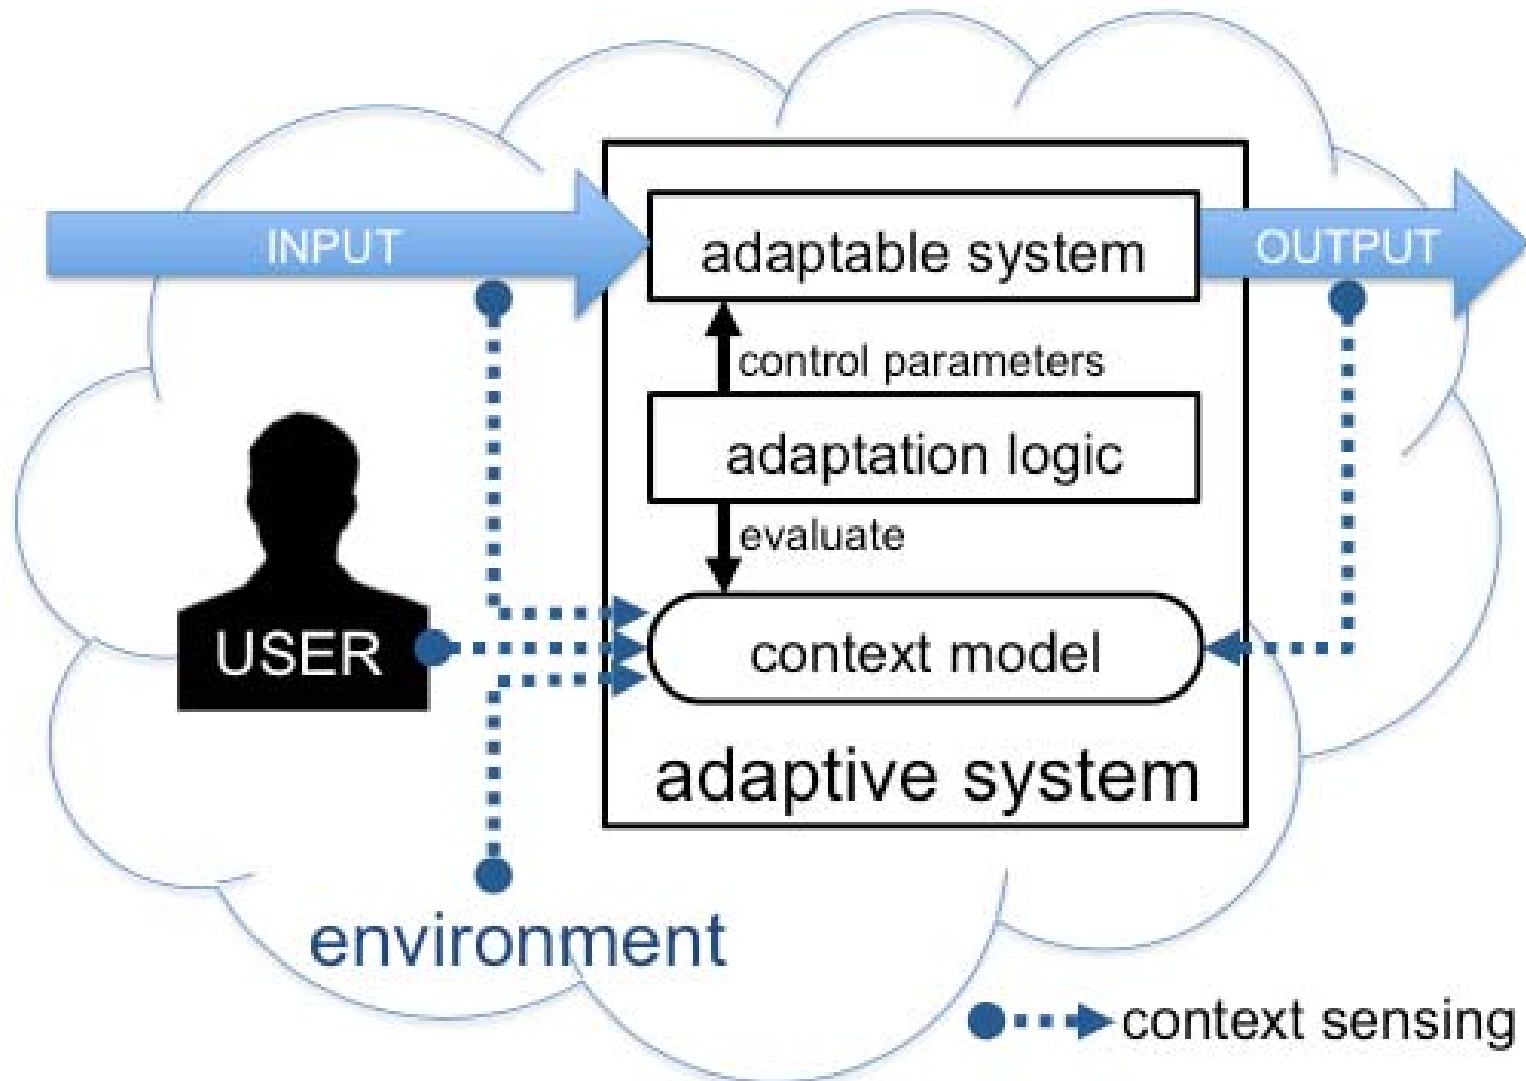 INPUT
adaptable system
OUTPUT
control parameters
adaptation logic
evaluate
USER
context model
adaptive system
environment
context sensing